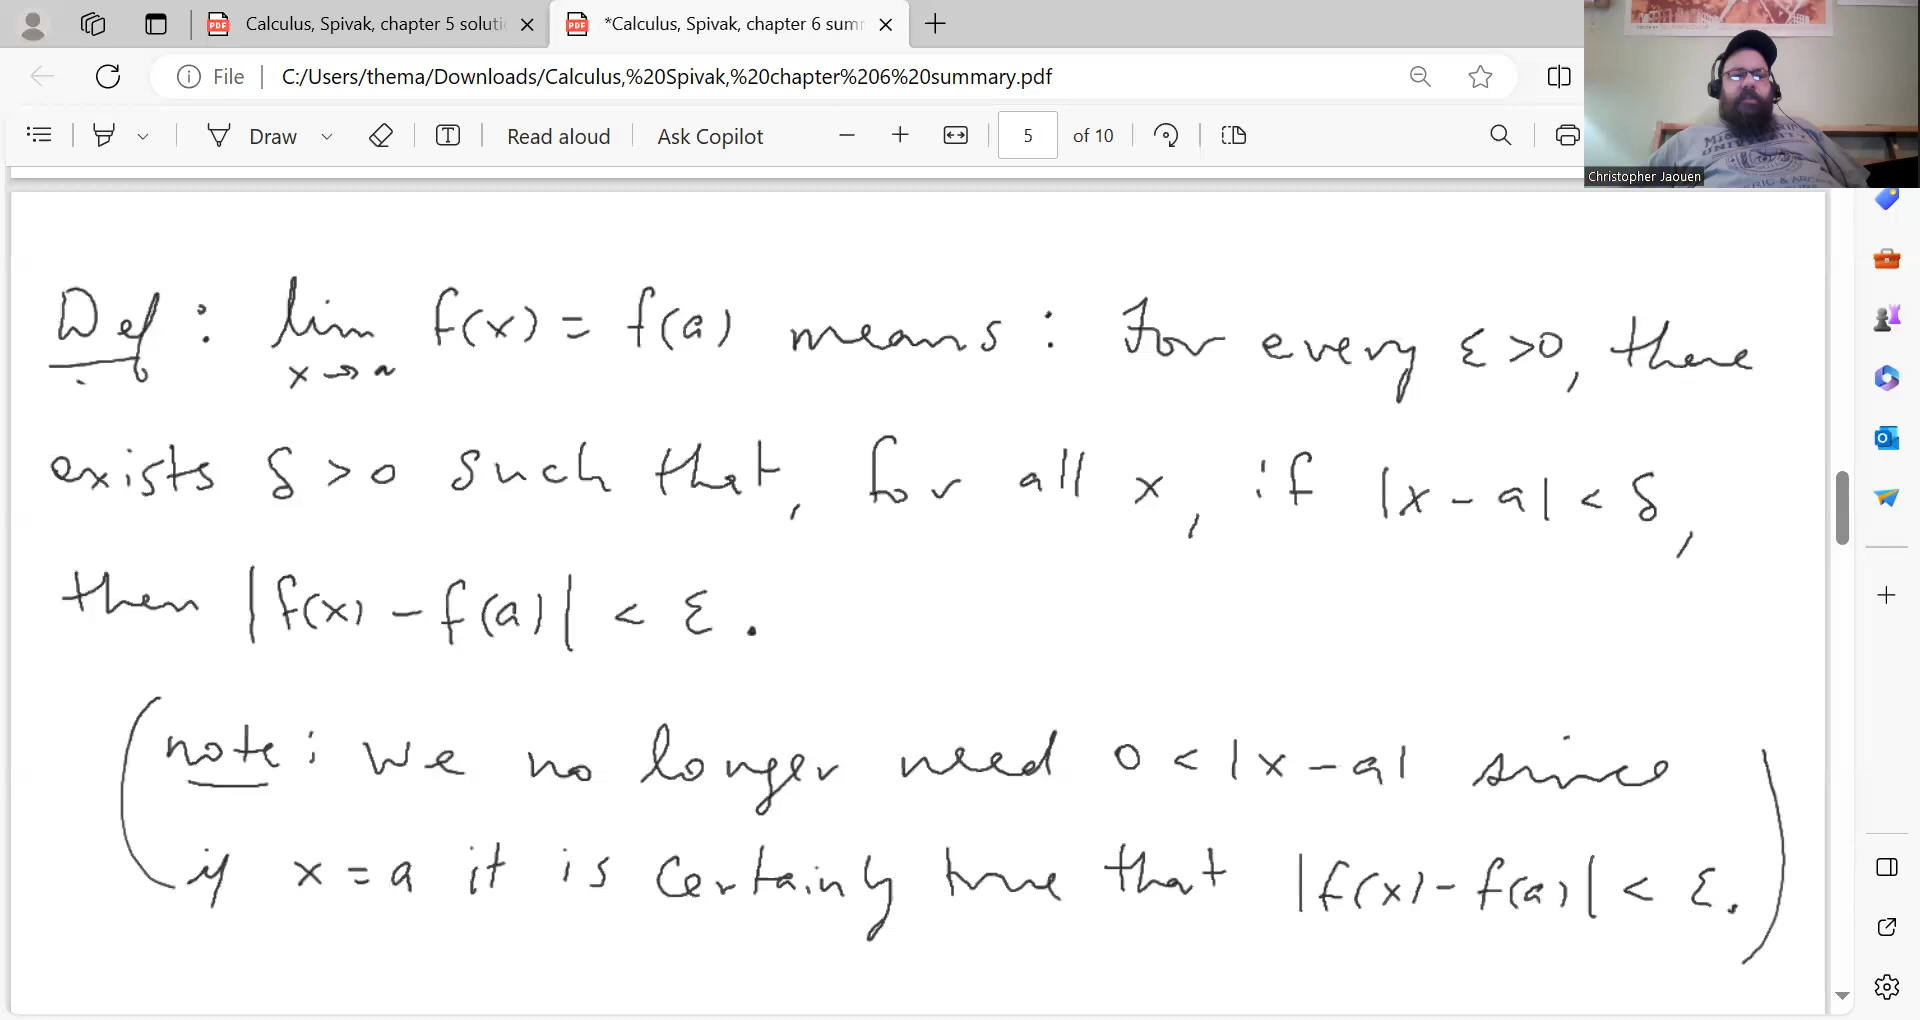 Calculus, Spivak, chapter 5 soluti
*Calculus, Spivak, chapter 6 sum
File
C:/Users/thema/Downloads/Calculus,%20Spivak,%20chapter%206%20summary.pdf
Draw
Read aloud
Ask Copilot
5 of 10
Christopher Jaouen
Def : lim f(x) = f(a) means : For every ε > 0, there
x → a
exists δ > 0 such that, for all x, if |x - a| < δ,
then |f(x) - f(a)| < ε.
(note: we no longer need 0 < |x - a| since
if x = a it is certainly true that |f(x) - f(a)| < ε.)